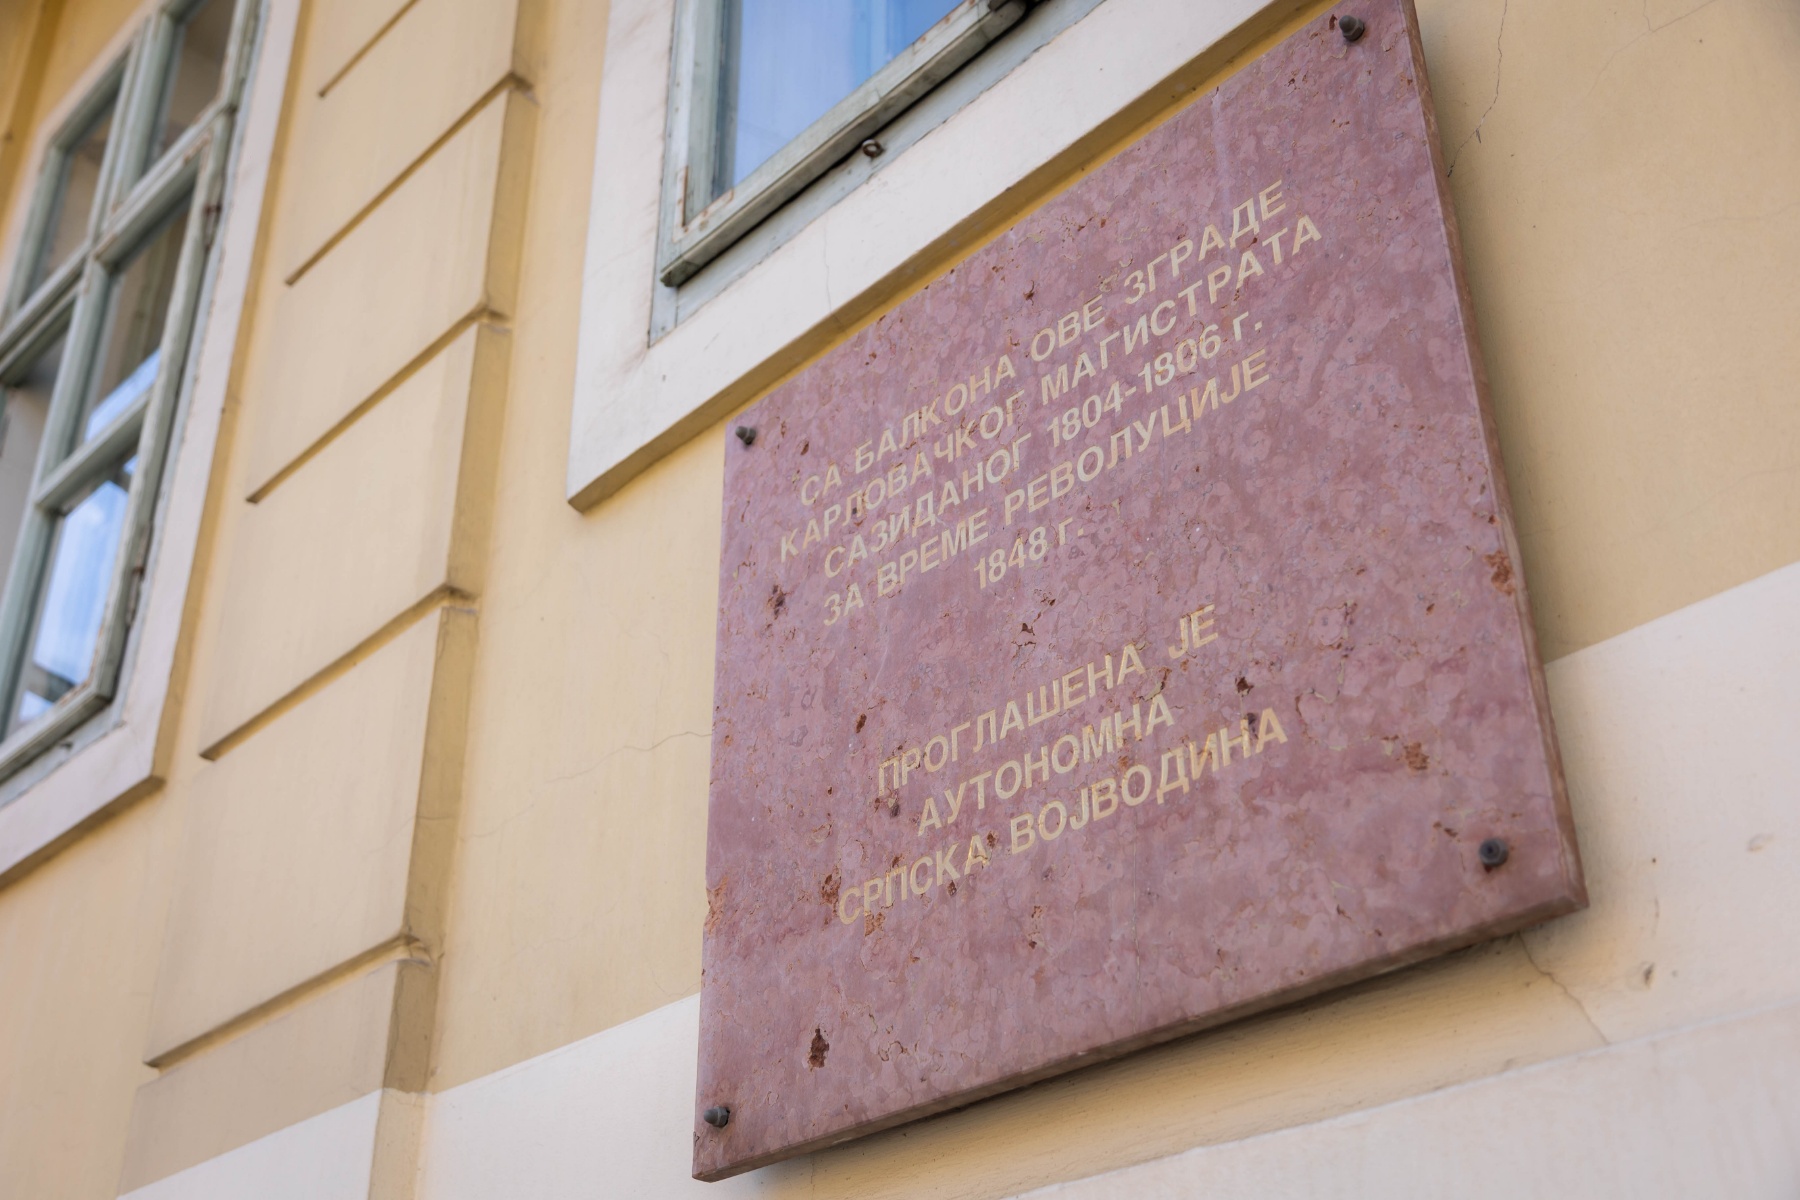 СА БАЛКОНА ОВЕ ЗГРАДЕ
КАРЛОВАЧКОГ МАГИСТРАТА
САЗИДАНОГ 1804-1806 г.
ЗА ВРЕМЕ РЕВОЛУЦИЈЕ
1848 г.
ПРОГЛАШЕНА ЈЕ
АУТОНОМНА
СРПСКА ВОЈВОДИНА